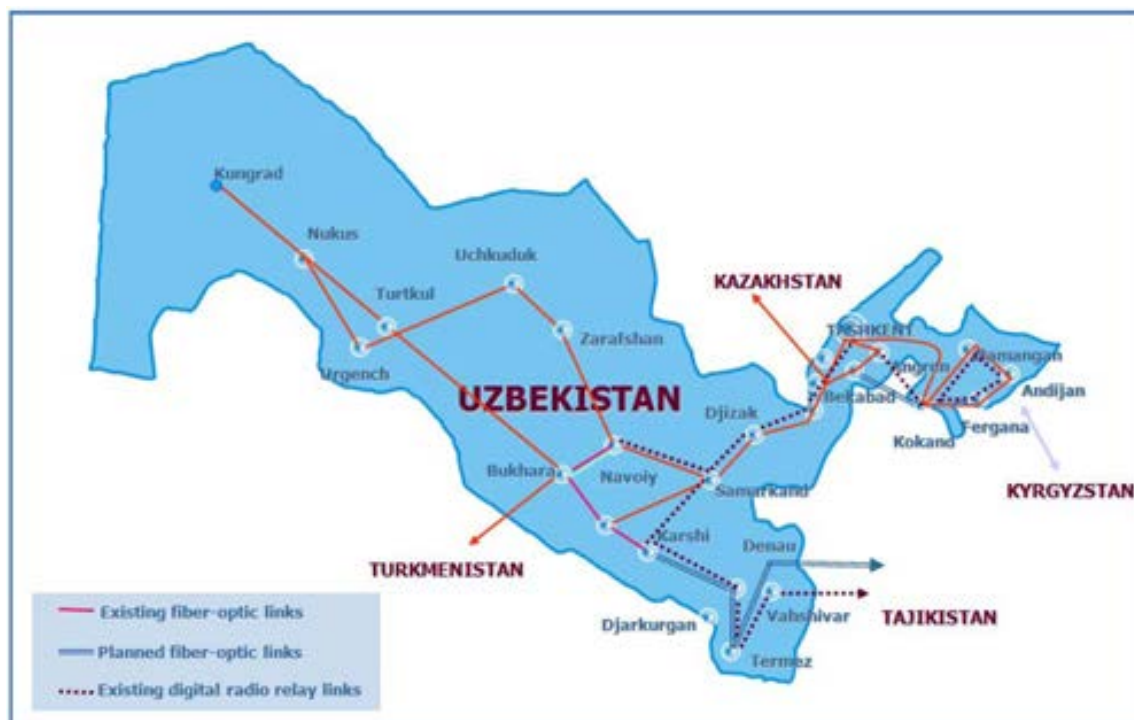 Kungrad
Nukus
Uchkuduk
KAZAKHSTAN
Turtkul
TASHKENT
Zarafshan
Angren
Namangan
Urgench
UZBEKISTAN
Bekabad
Andijan
Djizak
Kokand
Fergana
Bukhara
Navoiy
Samarkand
KYRGYZSTAN
Karshi
Denau
TURKMENISTAN
Existing fiber-optic links
Djarkurgan
Vahshivar
TAJIKISTAN
Planned fiber-optic links
Termez
Existing digital radio relay links